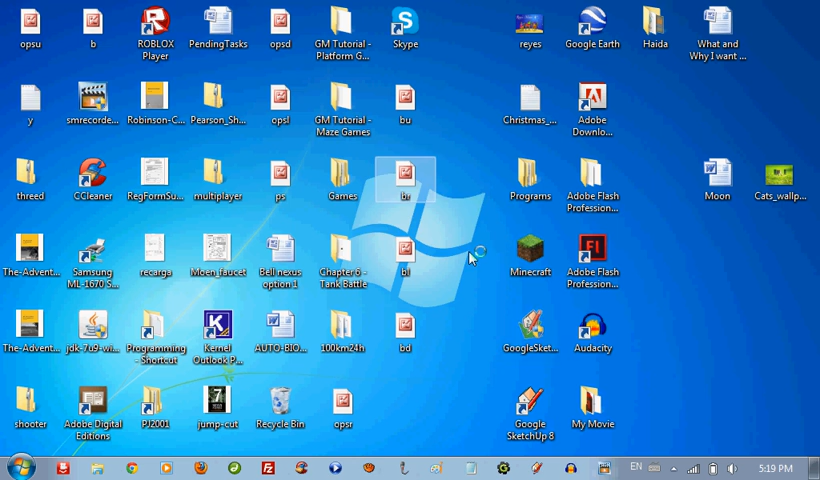 opsu
b
ROBLOX
Player
PendingTasks
opsd
GM Tutorial -
Platform G...
Skype
reyes
Google Earth
Haida
What and
Why I want ...
y
smrecorde...
Robinson-C...
Pearson_Sh...
opsl
GM Tutorial -
Maze Games
bu
Christmas_...
Adobe
Downlo...
threed
CCleaner
RegFormSu...
multiplayer
ps
Games
br
Programs
Adobe Flash
Profession...
Moon
Cats_wallp...
The-Advent...
Samsung
ML-1670 S...
recarga
Moen_faucet
Bell nexus
option 1
Chapter 6 -
Tank Battle
bl
Minecraft
Adobe Flash
Profession...
The-Advent...
jdk-7u9-wi...
Programming
- Shortcut
Kernel
Outlook P...
AUTO-BIO...
100km24h
bd
GoogleSket...
Audacity
shooter
Adobe Digital
Editions
PJ2001
jump-cut
Recycle Bin
opsr
Google
SketchUp 8
My Movie
EN
5:19 PM